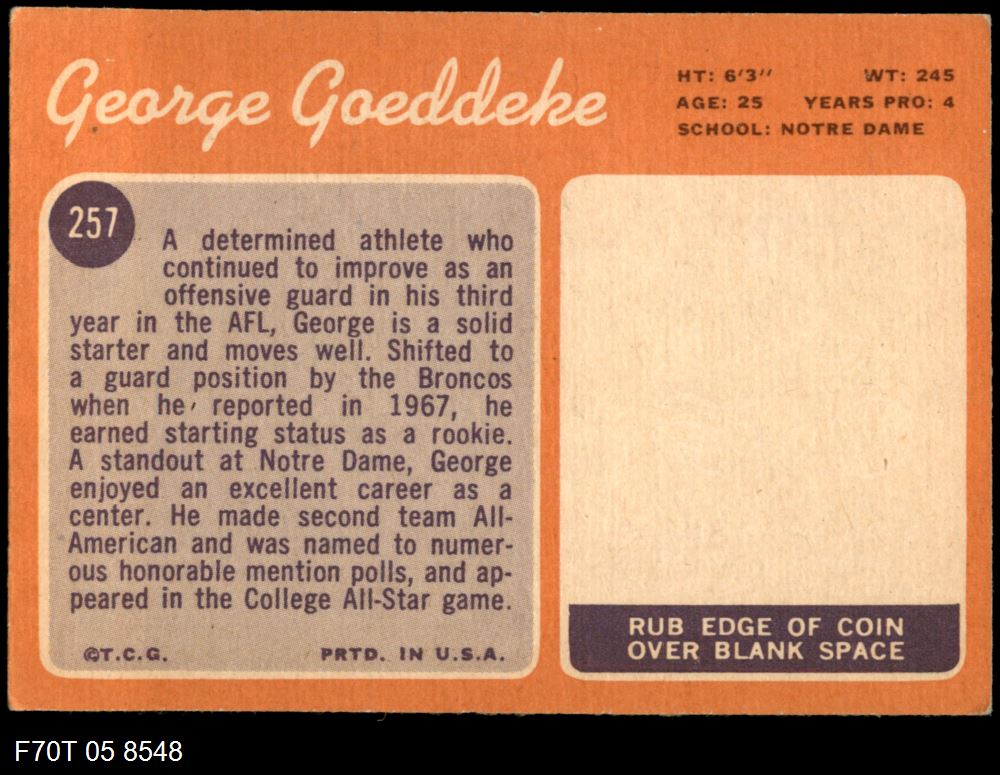 George Goeddeke
HT: 6'3" WT: 245
AGE: 25 YEARS PRO: 4
SCHOOL: NOTRE DAME
257
A determined athlete who
continued to improve as an
offensive guard in his third
year in the AFL, George is a solid
starter and moves well. Shifted to
a guard position by the Broncos
when he reported in 1967, he
earned starting status as a rookie.
A standout at Notre Dame, George
enjoyed an excellent career as a
center. He made second team All-
American and was named to numer-
ous honorable mention polls, and ap-
peared in the College All-Star game.
©T.C.G. PRTD. IN U.S.A.
RUB EDGE OF COIN
OVER BLANK SPACE
F70T 05 8548